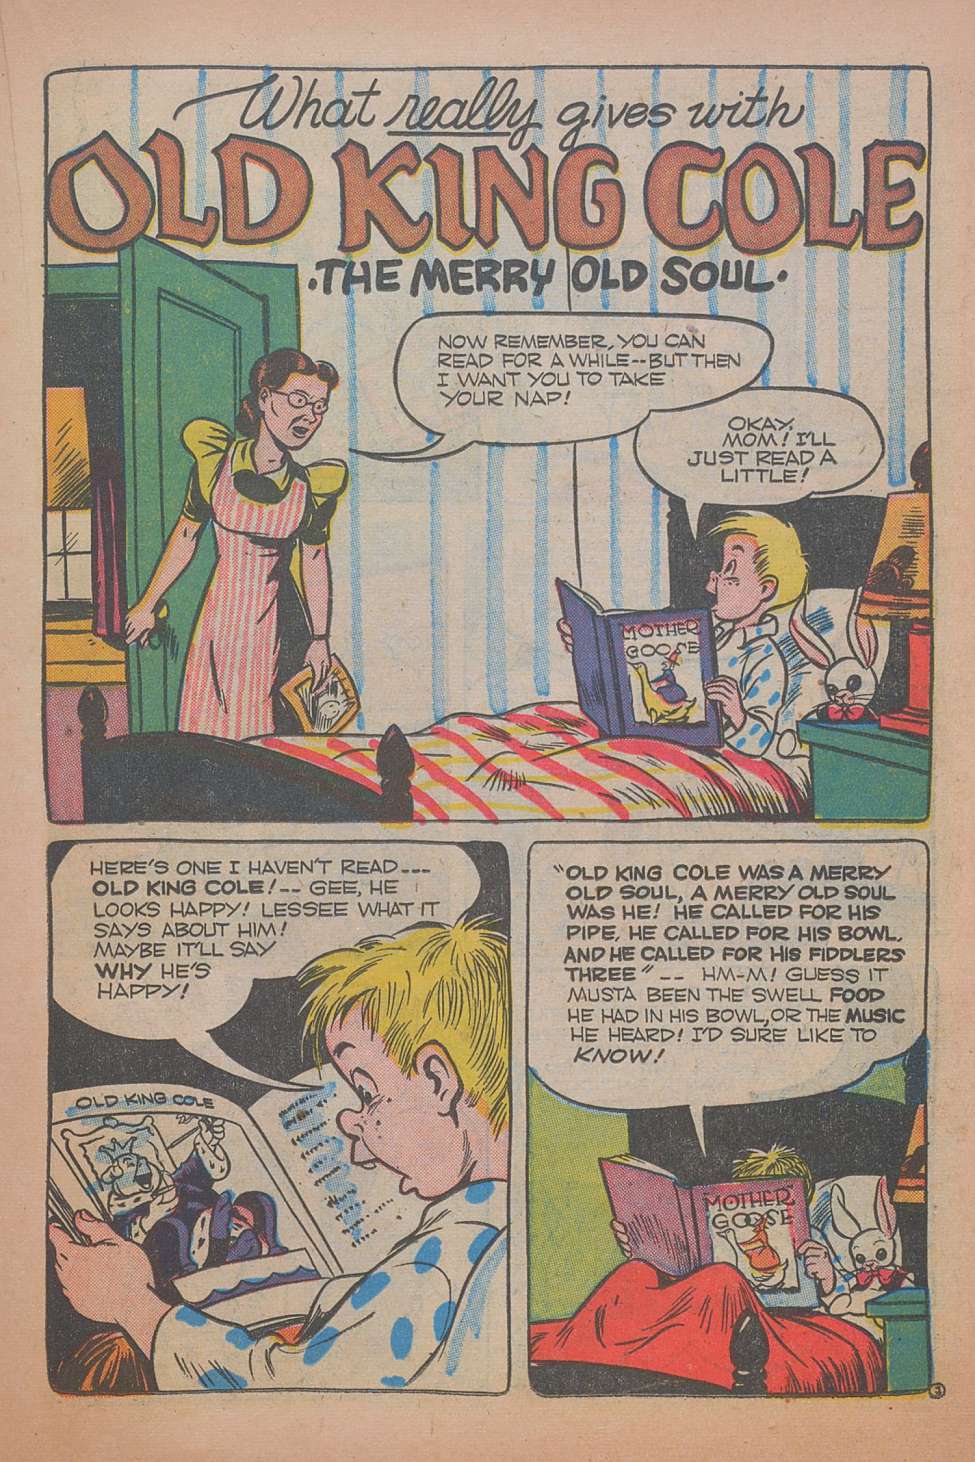 What really gives with
OLD KING COLE
·THE MERRY OLD SOUL·
NOW REMEMBER, YOU CAN
READ FOR A WHILE--BUT THEN
I WANT YOU TO TAKE
YOUR NAP!
OKAY,
MOM! I'LL
JUST READ A
LITTLE!
MOTHER
GOOSE
HERE'S ONE I HAVEN'T READ---
OLD KING COLE!-- GEE, HE
LOOKS HAPPY! LESSEE WHAT IT
SAYS ABOUT HIM!
MAYBE IT'LL SAY
WHY HE'S
HAPPY!
OLD KING COLE
"OLD KING COLE WAS A MERRY
OLD SOUL, A MERRY OLD SOUL
WAS HE! HE CALLED FOR HIS
PIPE, HE CALLED FOR HIS BOWL,
AND HE CALLED FOR HIS FIDDLERS
THREE"-- HM-M! GUESS IT
MUSTA BEEN THE SWELL FOOD
HE HAD IN HIS BOWL, OR THE MUSIC
HE HEARD! I'D SURE LIKE TO
KNOW!
MOTHER
GOOSE